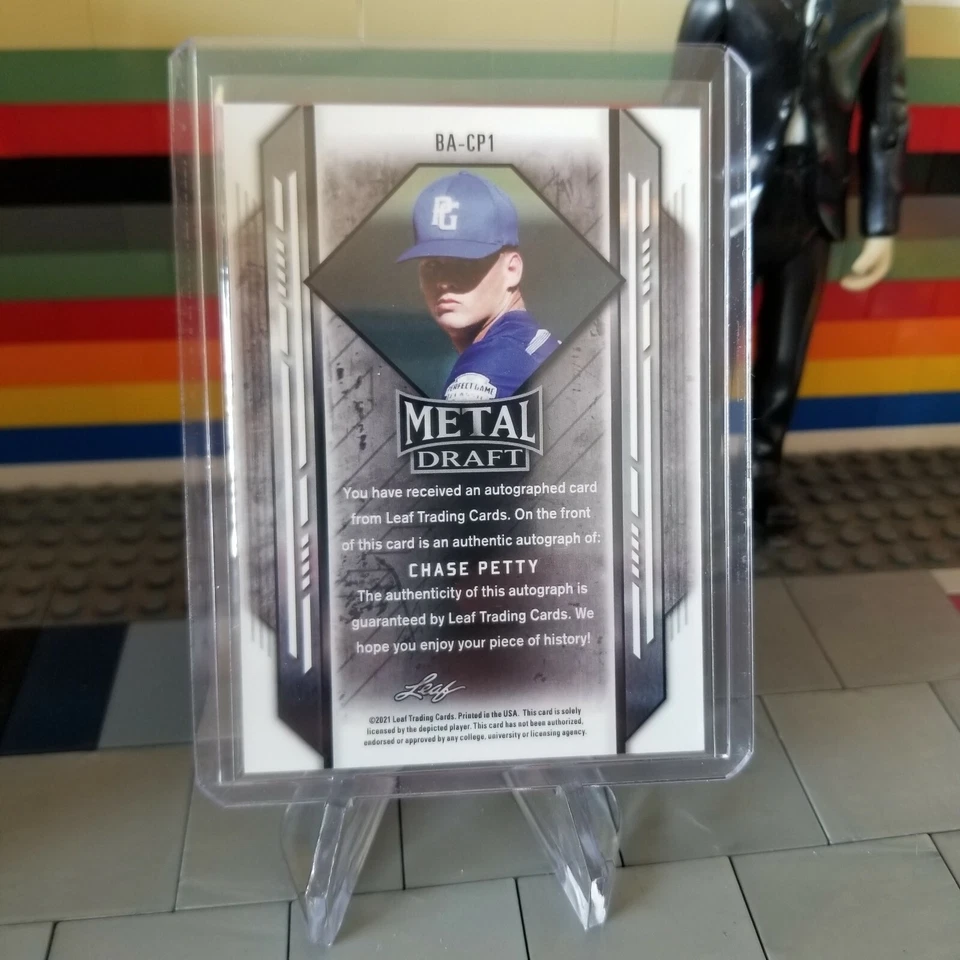 BA-CP1
PG
PERFECT GAME
METAL
DRAFT
You have received an autographed card
from Leaf Trading Cards. On the front
of this card is an authentic autograph of:
CHASE PETTY
The authenticity of this autograph is
guaranteed by Leaf Trading Cards. We
hope you enjoy your piece of history!
Leaf
©2021 Leaf Trading Cards. Printed in the USA. This card is solely
licensed by the depicted player. This card has not been authorized,
endorsed or approved by any college, university or licensing agency.